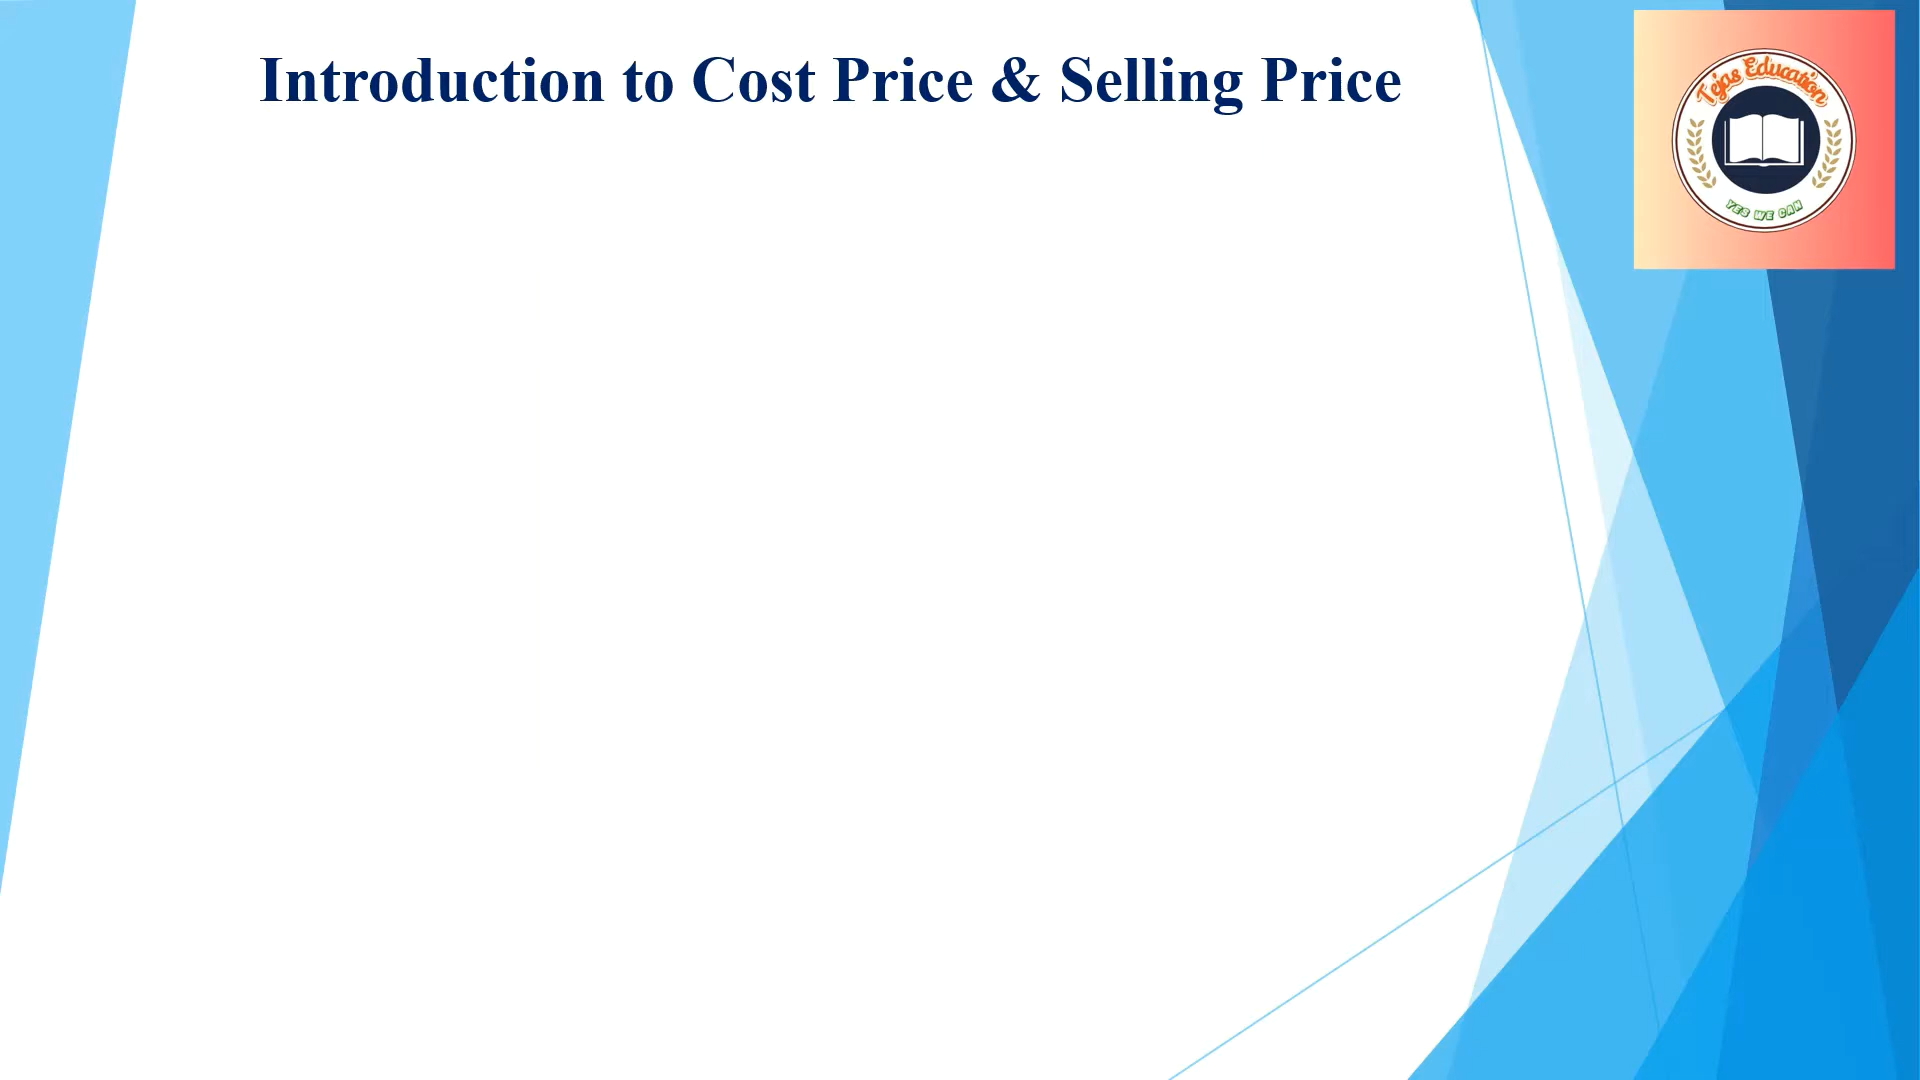 Introduction to Cost Price & Selling Price
Tejas Education
YES WE CAN